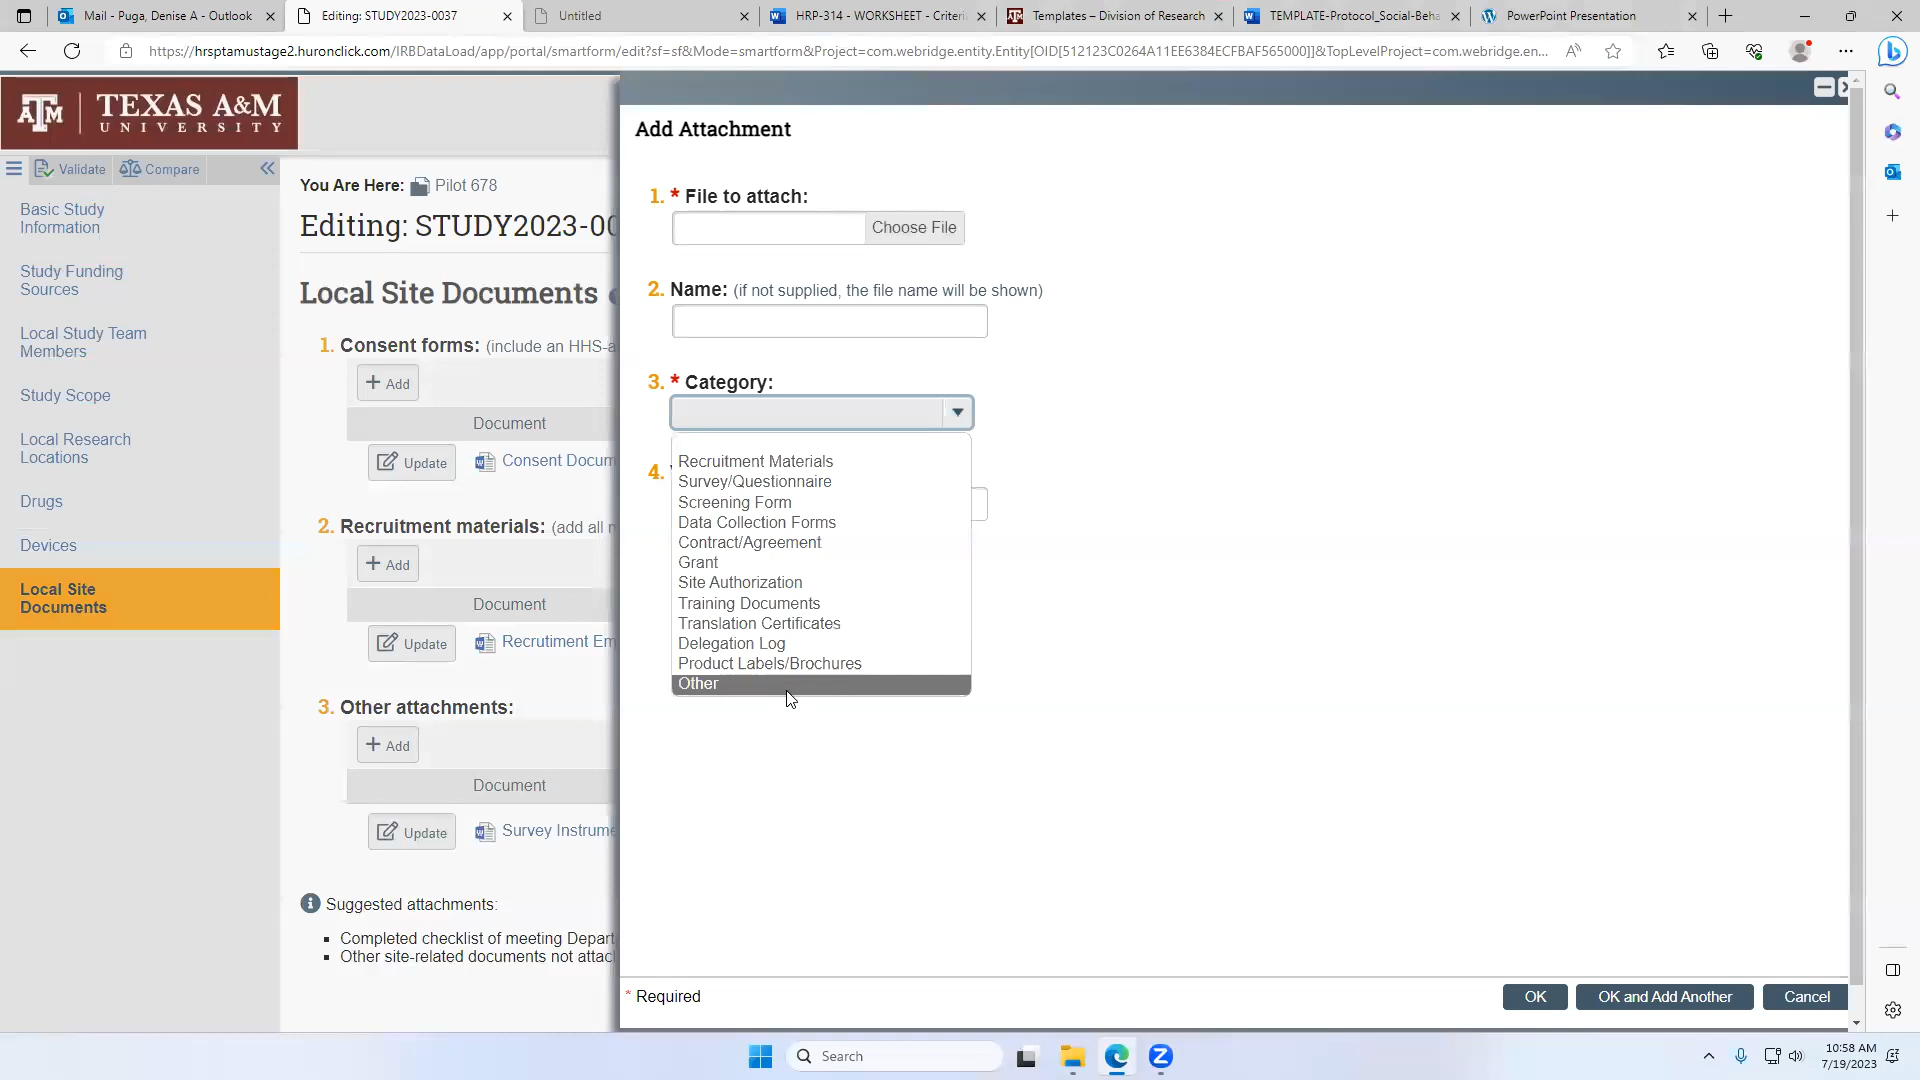 Mail - Puga, Denise A - Outlook
Editing: STUDY2023-0037
Untitled
HRP-314 - WORKSHEET - Criteri
Templates – Division of Research
TEMPLATE-Protocol_Social-Beha
PowerPoint Presentation
https://hrsptamustage2.huronclick.com/IRBDataLoad/app/portal/smartform/edit?sf=sf&Mode=smartform&Project=com.webridge.entity.Entity[OID[512123C0264A11EE6384ECFBAF565000]]&TopLevelProject=com.webridge.en...
TEXAS A&M
UNIVERSITY
Validate
Compare
Basic Study
Information
Study Funding
Sources
Local Study Team
Members
Study Scope
Local Research
Locations
Drugs
Devices
Local Site
Documents
You Are Here: Pilot 678
Editing: STUDY2023-00
Local Site Documents
1. Consent forms: (include an HHS-a
+ Add
Document
Update
Consent Docum
2. Recruitment materials: (add all
+ Add
Document
Update
Recrutiment Em
3. Other attachments:
+ Add
Document
Update
Survey Instrume
Suggested attachments:
Completed checklist of meeting Depart
Other site-related documents not attac
Add Attachment
1. * File to attach:
Choose File
2. Name: (if not supplied, the file name will be shown)
3. * Category:
Recruitment Materials
Survey/Questionnaire
Screening Form
Data Collection Forms
Contract/Agreement
Grant
Site Authorization
Training Documents
Translation Certificates
Delegation Log
Product Labels/Brochures
Other
4.
* Required
OK
OK and Add Another
Cancel
Search
10:58 AM
7/19/2023